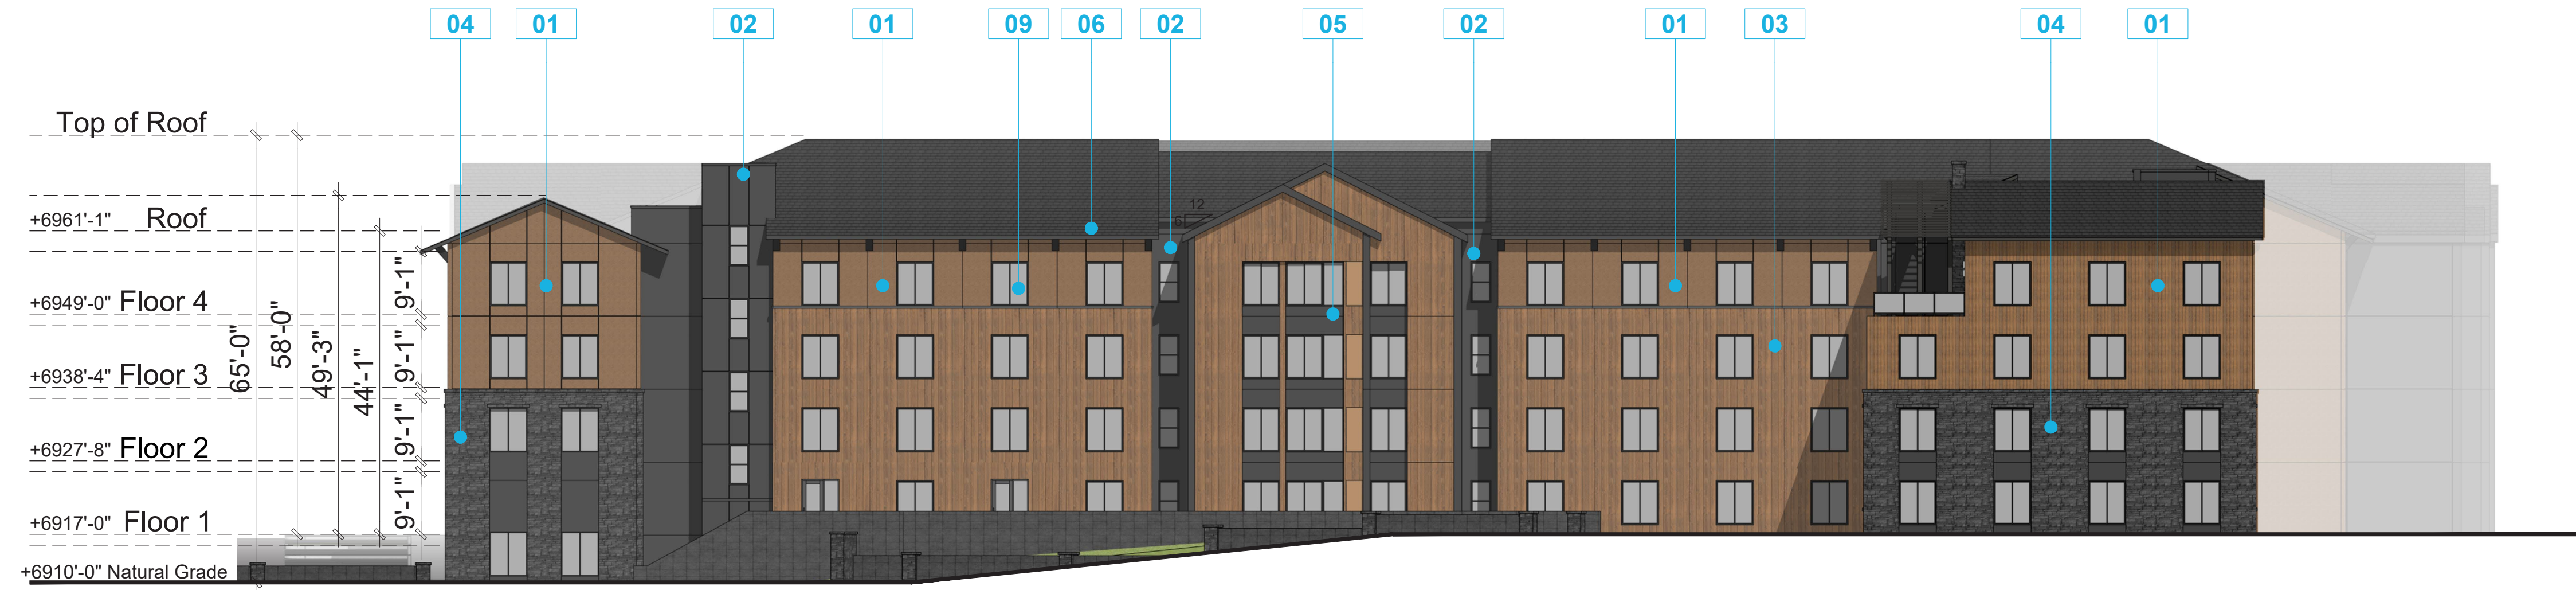 04 01 02 01 09 06 02 05 02 01 03 04 01
Top of Roof
12
6
+6961'-1" Roof
+6949'-0" Floor 4
+6938'-4" Floor 3
+6927'-8" Floor 2
+6917'-0" Floor 1
+6910'-0" Natural Grade
65'-0"
58'-0"
49'-3"
44'-1"
9'-1"
9'-1"
9'-1"
9'-1"